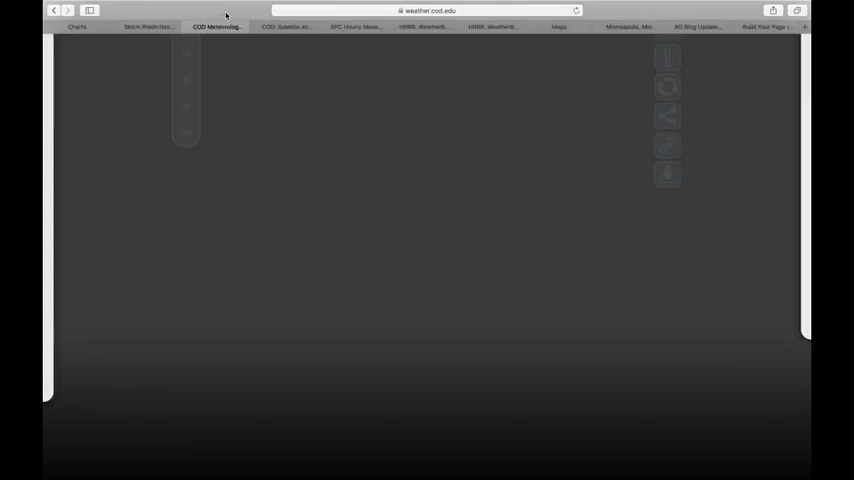 weather.cod.edu
Charts Storm Prediction... COD Meteorolog... COD: Satellite an... SPC Hourly Meso... HRRR. WeatherB... HRRR. WeatherB... Maps Minneapolis, Min... AO Blog Update... Build Your Page |...